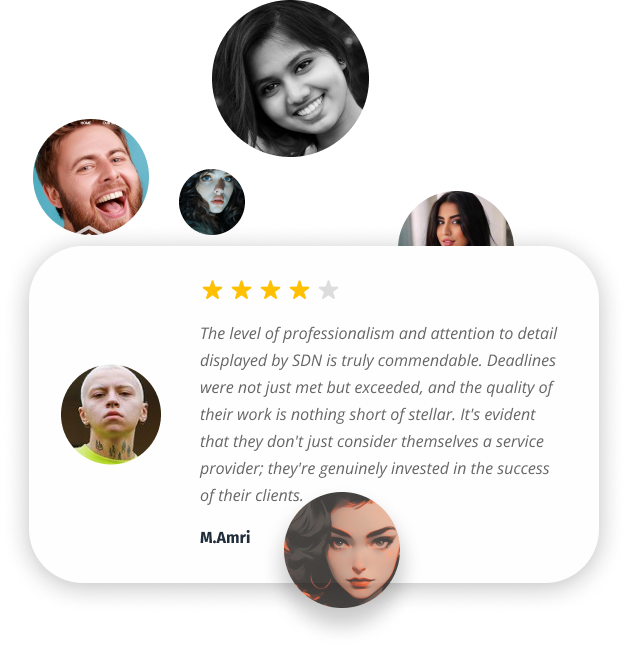 HOME
The level of professionalism and attention to detail
displayed by SDN is truly commendable. Deadlines
were not just met but exceeded, and the quality of
their work is nothing short of stellar. It's evident
that they don't just consider themselves a service
provider; they're genuinely invested in the success
of their clients.
M.Amri